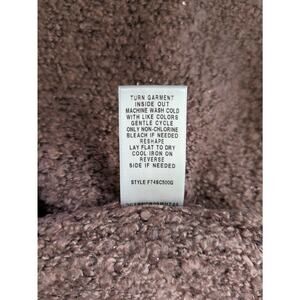 TURN GARMENT
INSIDE OUT
MACHINE WASH COLD
WITH LIKE COLORS
GENTLE CYCLE
ONLY NON-CHLORINE
BLEACH IF NEEDED
RESHAPE
LAY FLAT TO DRY
COOL IRON ON
REVERSE
SIDE IF NEEDED
STYLE F74SC500G